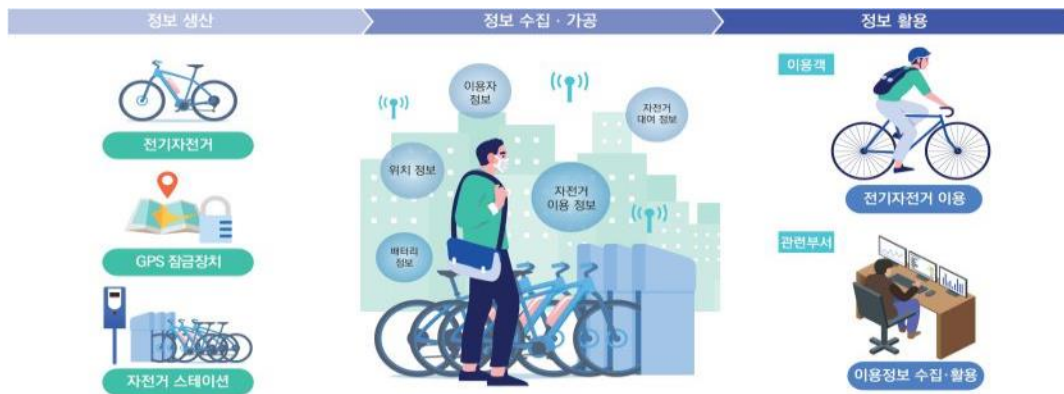 정보 생산
정보 수집 · 가공
정보 활용
전기자전거
GPS 잠금장치
자전거 스테이션
이용자
정보
자전거
대여 정보
위치 정보
자전거
이용 정보
배터리
정보
이용객
전기자전거 이용
관련부서
이용정보 수집·활용